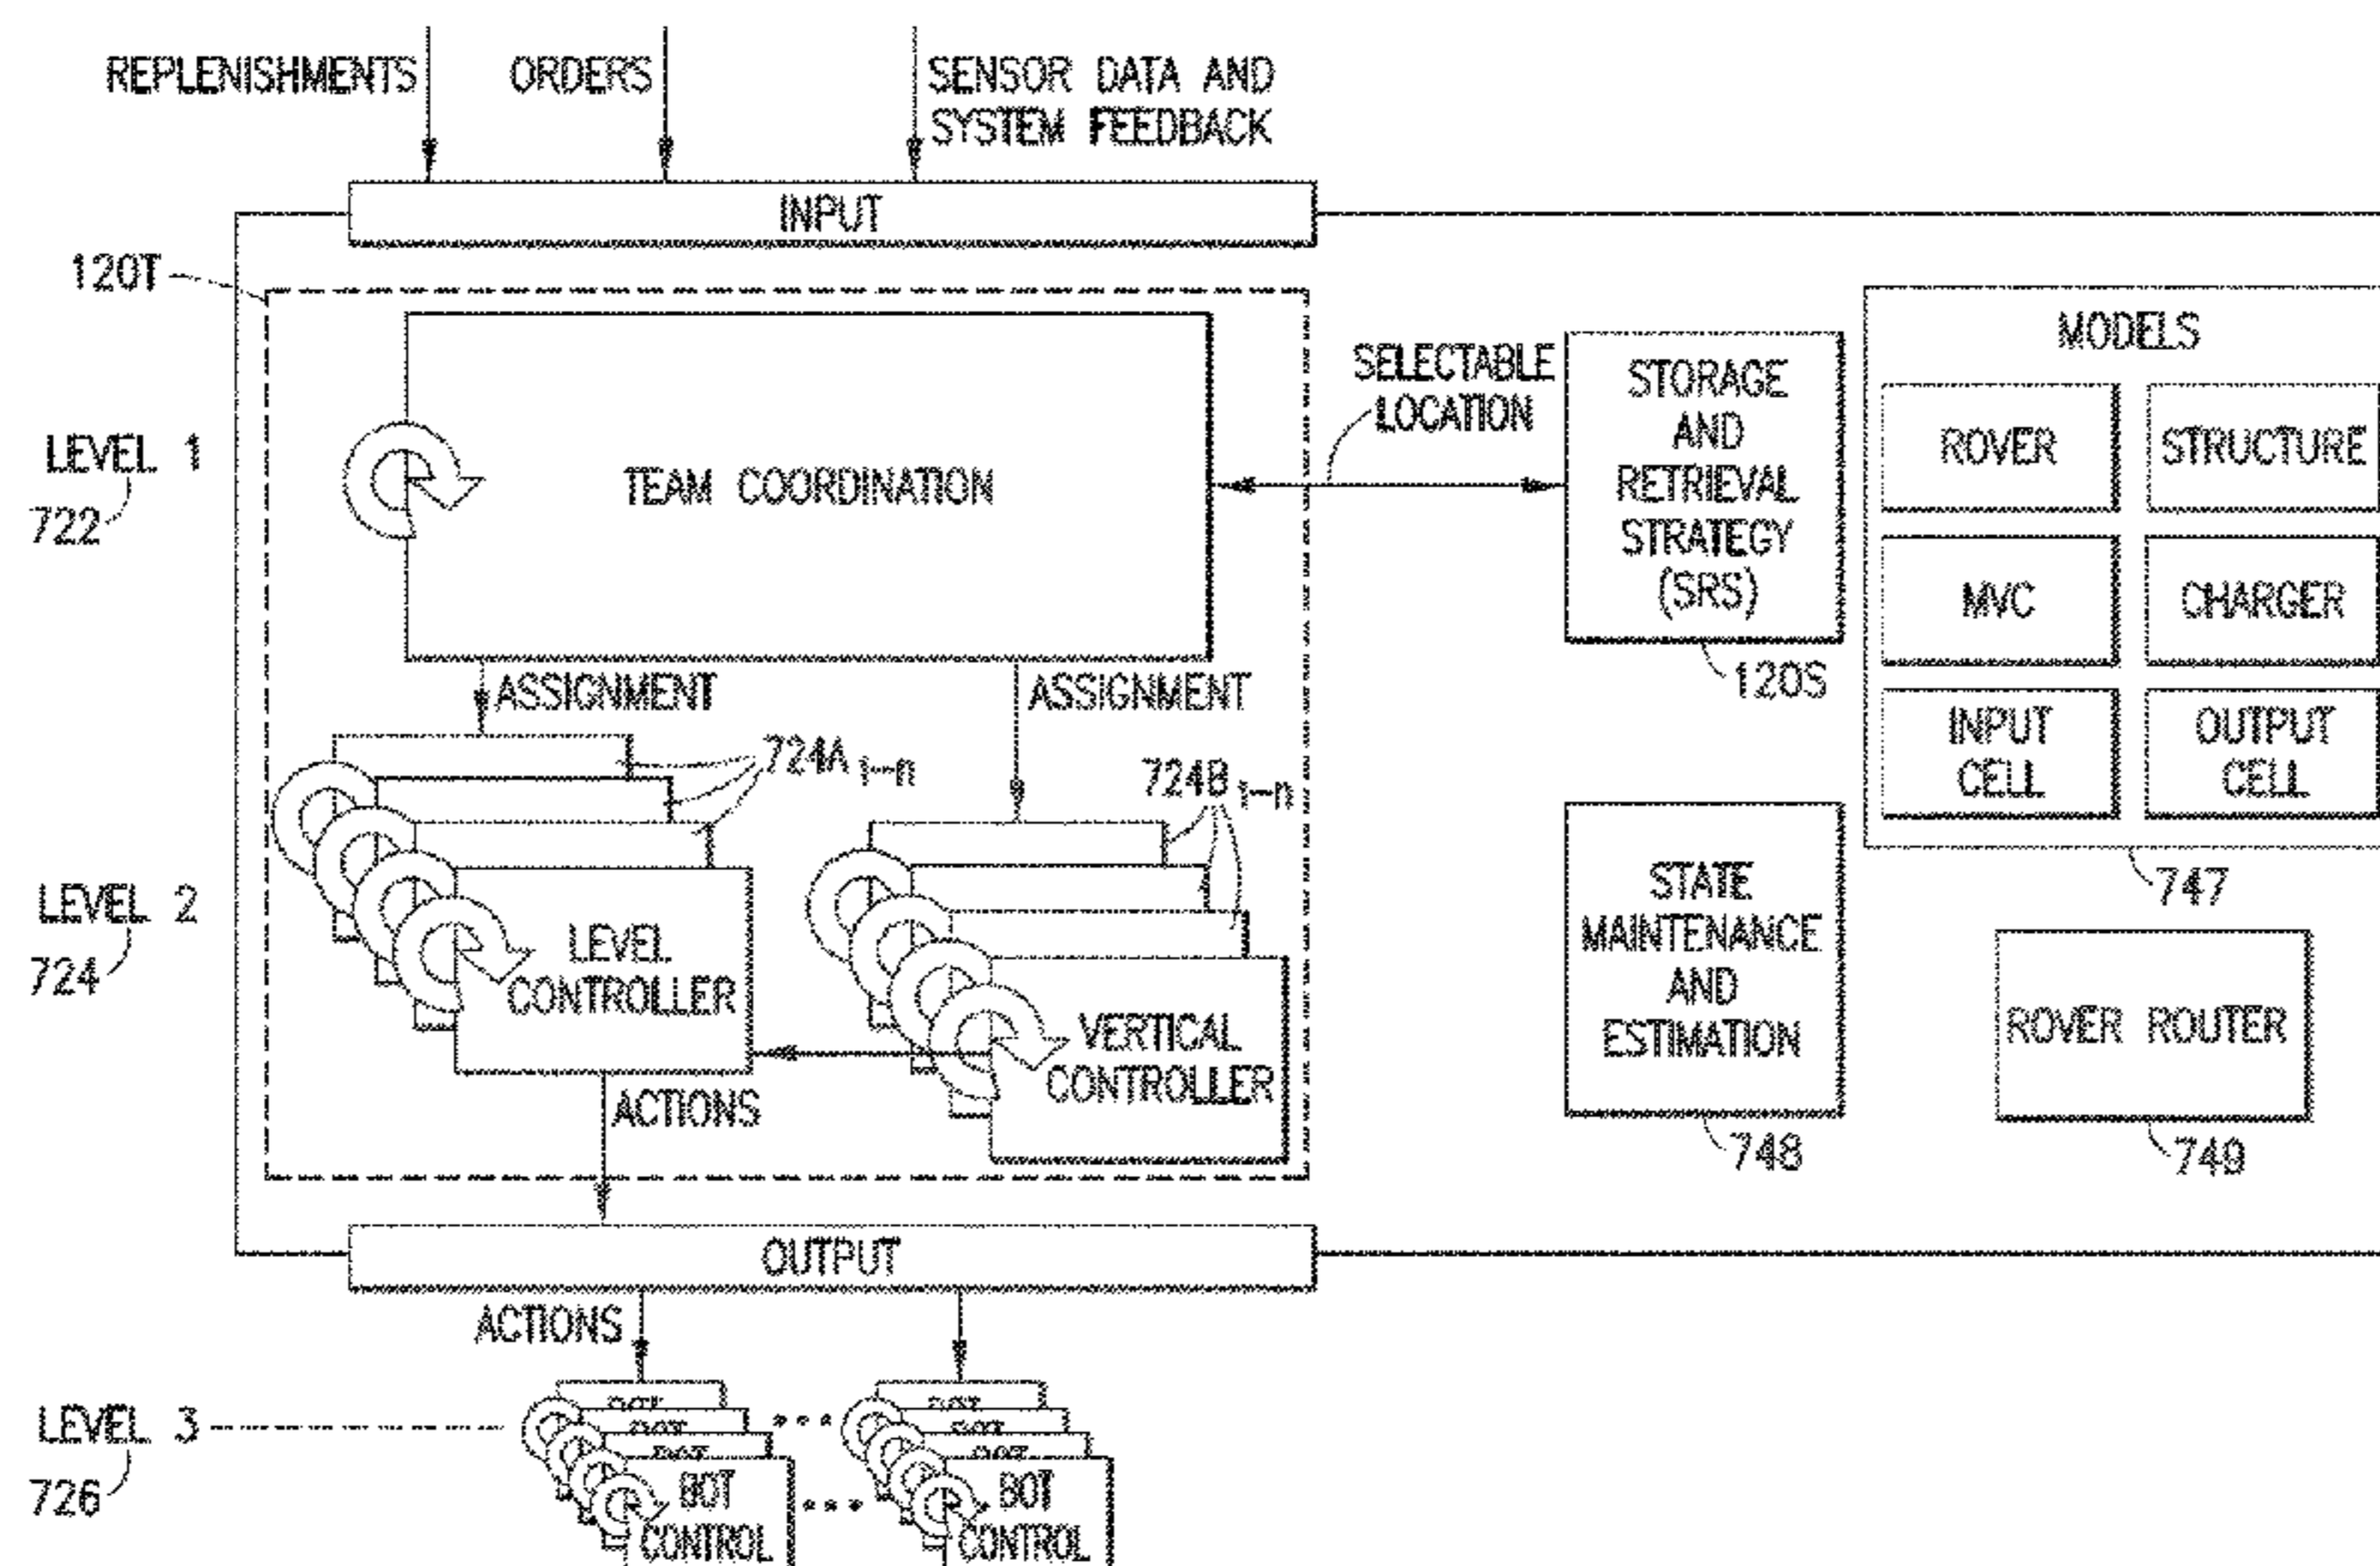 REPLENISHMENTS
ORDERS
SENSOR DATA AND
SYSTEM FEEDBACK
INPUT
120T
LEVEL 1
722
TEAM COORDINATION
SELECTABLE
LOCATION
STORAGE
AND
RETRIEVAL
STRATEGY
(SRS)
120S
MODELS
ROVER
STRUCTURE
MVC
CHARGER
INPUT
CELL
OUTPUT
CELL
747
ASSIGNMENT
ASSIGNMENT
724A 1-n
724B 1-n
LEVEL 2
724
LEVEL
CONTROLLER
VERTICAL
CONTROLLER
STATE
MAINTENANCE
AND
ESTIMATION
748
ROVER ROUTER
749
ACTIONS
OUTPUT
ACTIONS
LEVEL 3
726
BOT
CONTROL
BOT
CONTROL